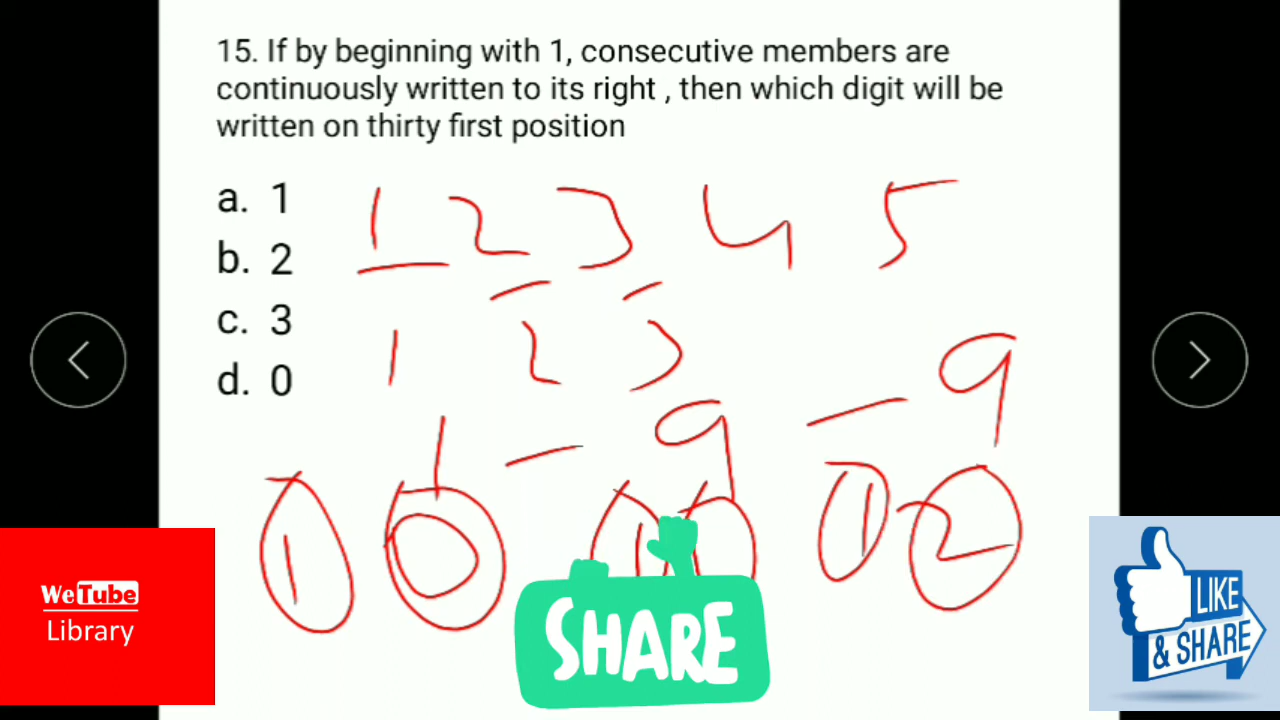 15. If by beginning with 1, consecutive members are
continuously written to its right , then which digit will be
written on thirty first position
a. 1
b. 2
c. 3
d. 0
1 2 3 4 5
1 2 3 — 9
1 — 9
1 0 1 1 1 2
WeTube
Library
SHARE
LIKE
& SHARE